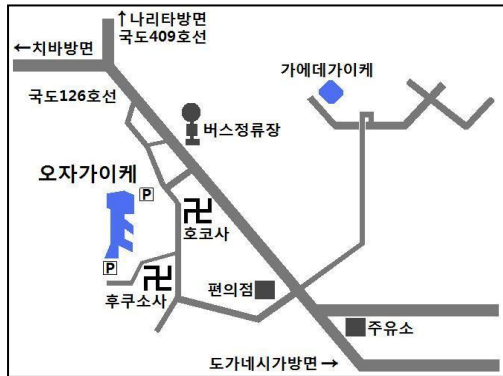 ↑나리타방면
국도409호선
←치바방면
가에데가이케
국도126호선
버스정류장
오자가이케
P
호코사
P
후쿠소사
편의점
주유소
도가네시가방면→